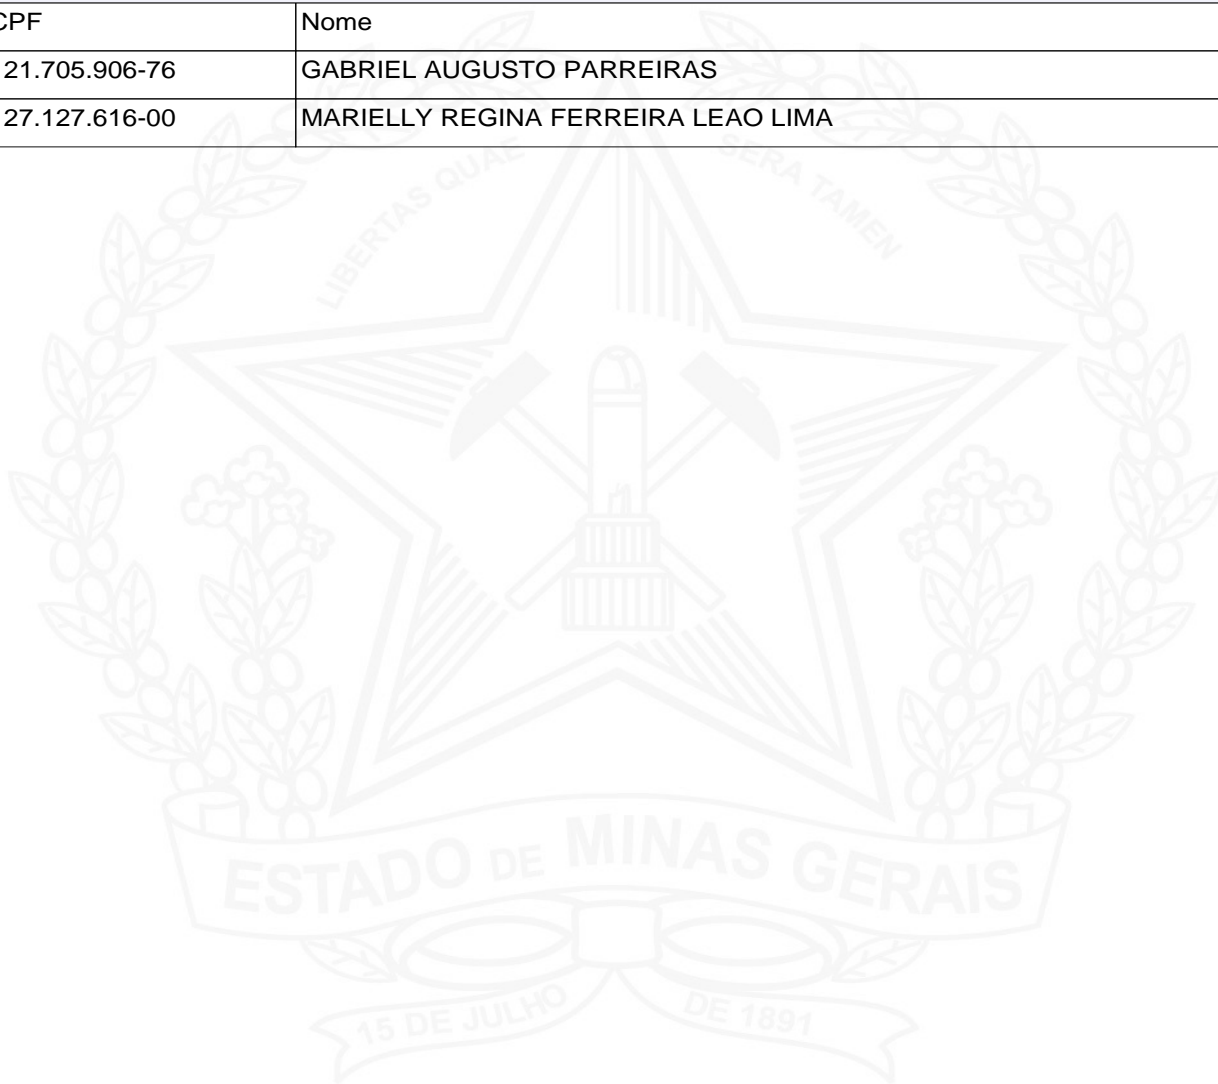 CPF Nome
21.705.906-76 GABRIEL AUGUSTO PARREIRAS
27.127.616-00 MARIELLY REGINA FERREIRA LEAO LIMA
LIBERTAS QUAE SERA TAMEN
ESTADO DE MINAS GERAIS
15 DE JULHO DE 1891